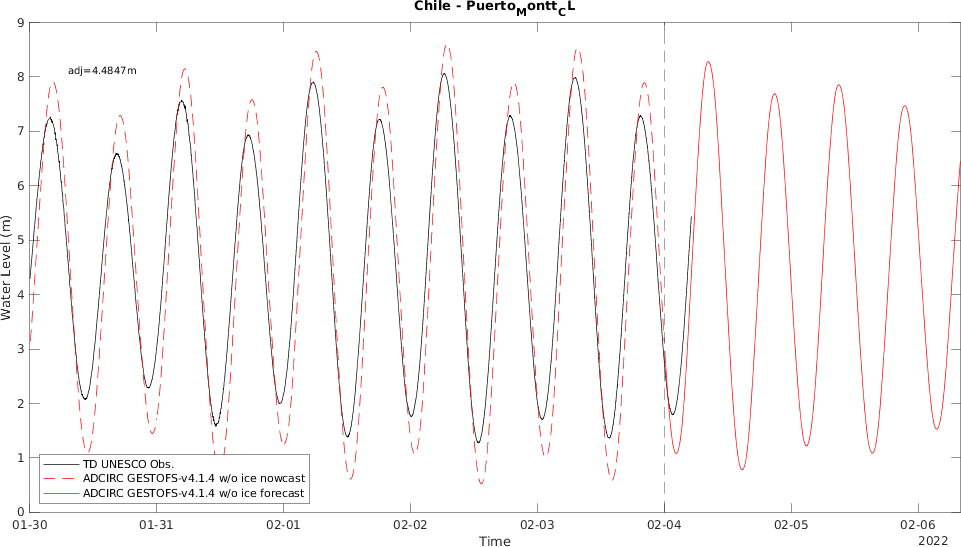 Chile - PuertoMonttCL
adj=4.4847m
Water Level (m)
9
8
7
6
5
4
3
2
1
0
TD UNESCO Obs.
ADCIRC GESTOFS-v4.1.4 w/o ice nowcast
ADCIRC GESTOFS-v4.1.4 w/o ice forecast
01-30 01-31 02-01 02-02 02-03 02-04 02-05 02-06
Time
2022